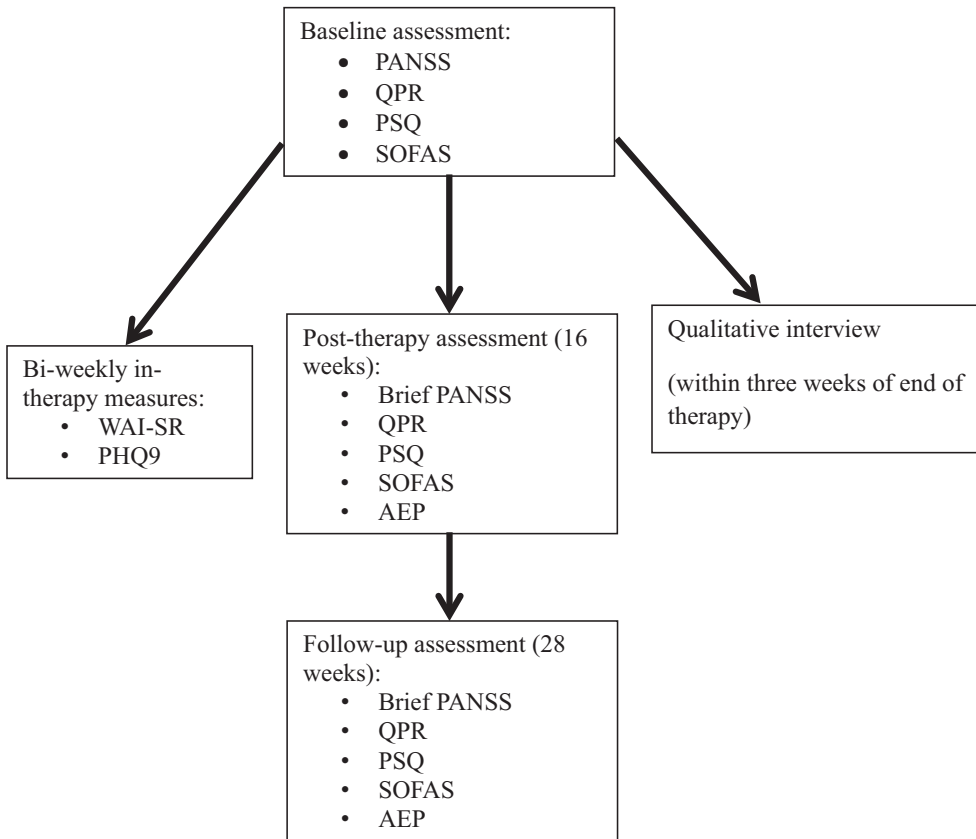 Baseline assessment:
• PANSS
• QPR
• PSQ
• SOFAS
Bi-weekly in-
therapy measures:
• WAI-SR
• PHQ9
Post-therapy assessment (16
weeks):
• Brief PANSS
• QPR
• PSQ
• SOFAS
• AEP
Qualitative interview
(within three weeks of end of
therapy)
Follow-up assessment (28
weeks):
• Brief PANSS
• QPR
• PSQ
• SOFAS
• AEP